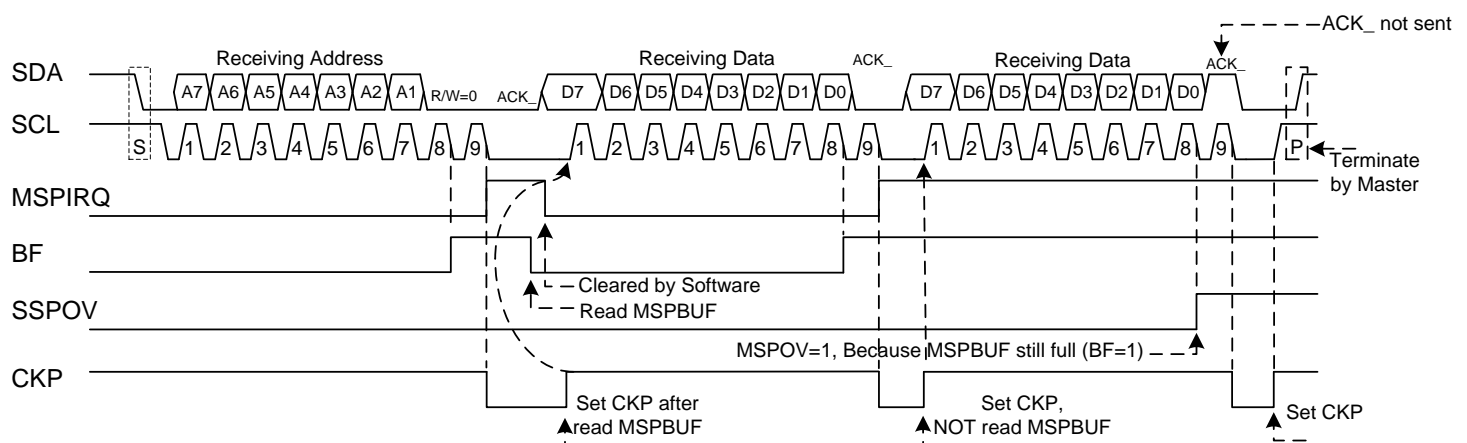 ACK_ not sent
Receiving Address
Receiving Data
ACK_
Receiving Data
ACK_
SDA
A7 A6 A5 A4 A3 A2 A1 R/W=0 ACK_ D7 D6 D5 D4 D3 D2 D1 D0 D7 D6 D5 D4 D3 D2 D1 D0
SCL
S 1 2 3 4 5 6 7 8 9 1 2 3 4 5 6 7 8 9 1 2 3 4 5 6 7 8 9 P
Terminate
by Master
MSPIRQ
BF
Cleared by Software
Read MSPBUF
SSPOV
MSPOV=1, Because MSPBUF still full (BF=1)
CKP
Set CKP after
read MSPBUF
Set CKP,
NOT read MSPBUF
Set CKP